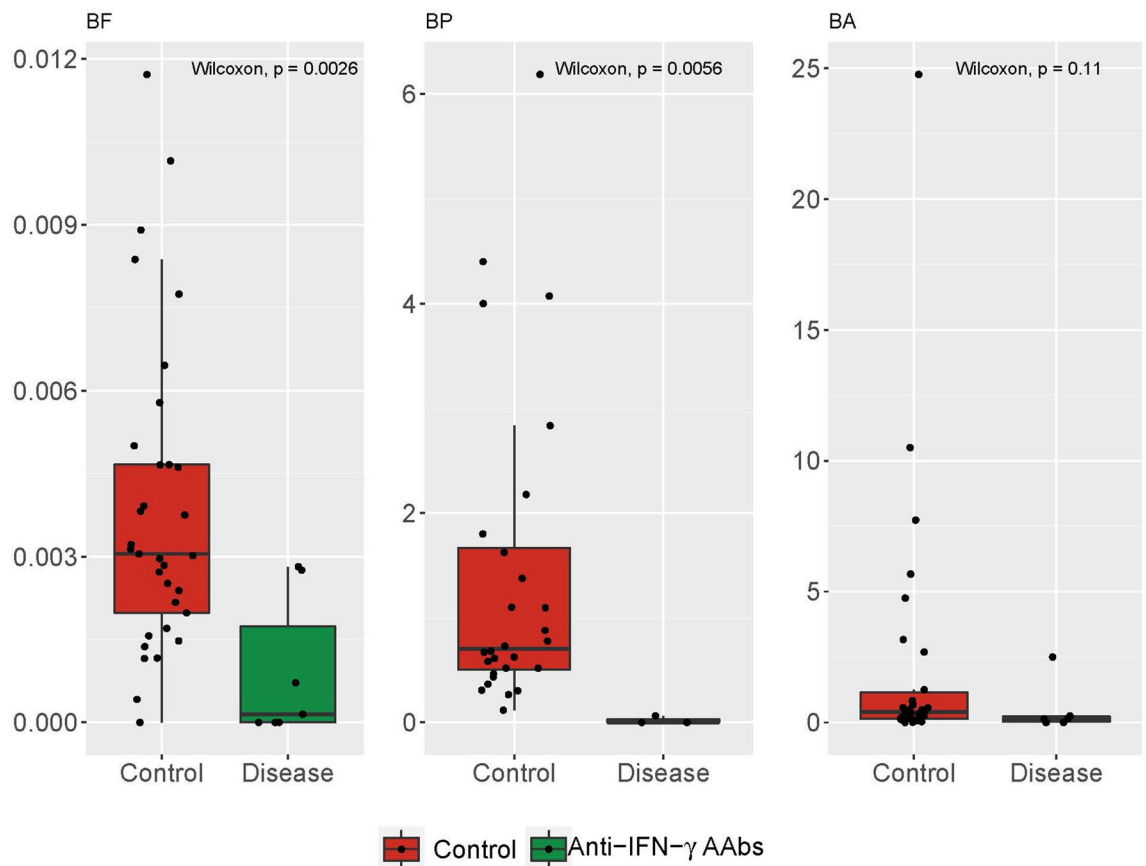 BF
BP
BA
Wilcoxon, p = 0.0026
Wilcoxon, p = 0.0056
Wilcoxon, p = 0.11
0.012
0.009
0.006
0.003
0.000
6
4
2
0
25
20
15
10
5
0
Control Disease
Control Disease
Control Disease
Control Anti−IFN−γ AAbs